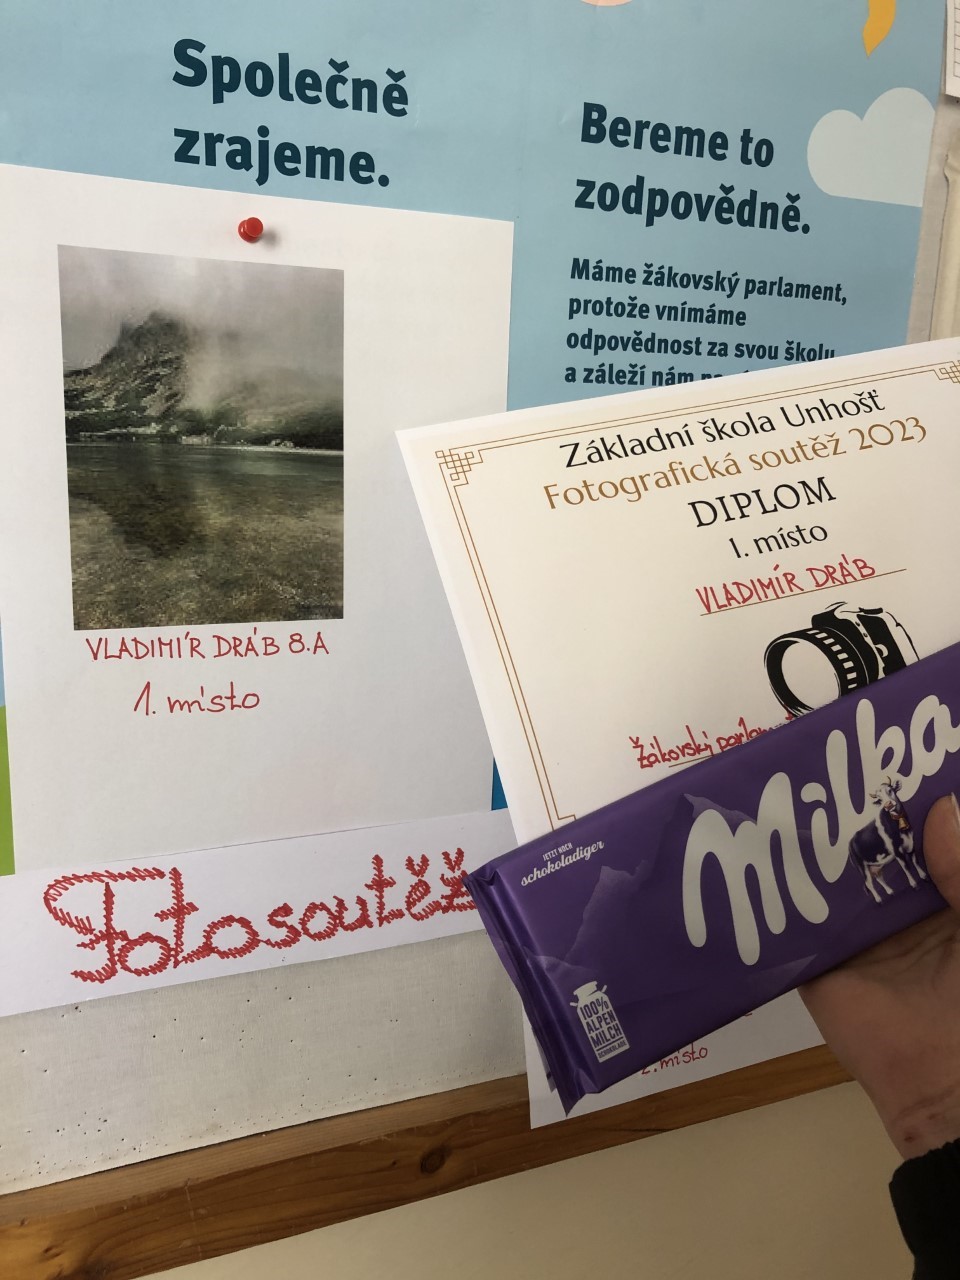 Společně
zrajeme.
Bereme to
zodpovědně.
Máme žákovský parlament,
protože vnímáme
odpovědnost za svou školu
a záleží nám
VLADIMÍR DRÁB 8.A
1. místo
Fotosoutěž
Základní škola Unhošť
Fotografická soutěž 2023
DIPLOM
1. místo
VLADIMÍR DRÁB
Žákovský
JETZT NOCH
schokoladiger
Milka
100%
ALPEN
MILCH
2. místo